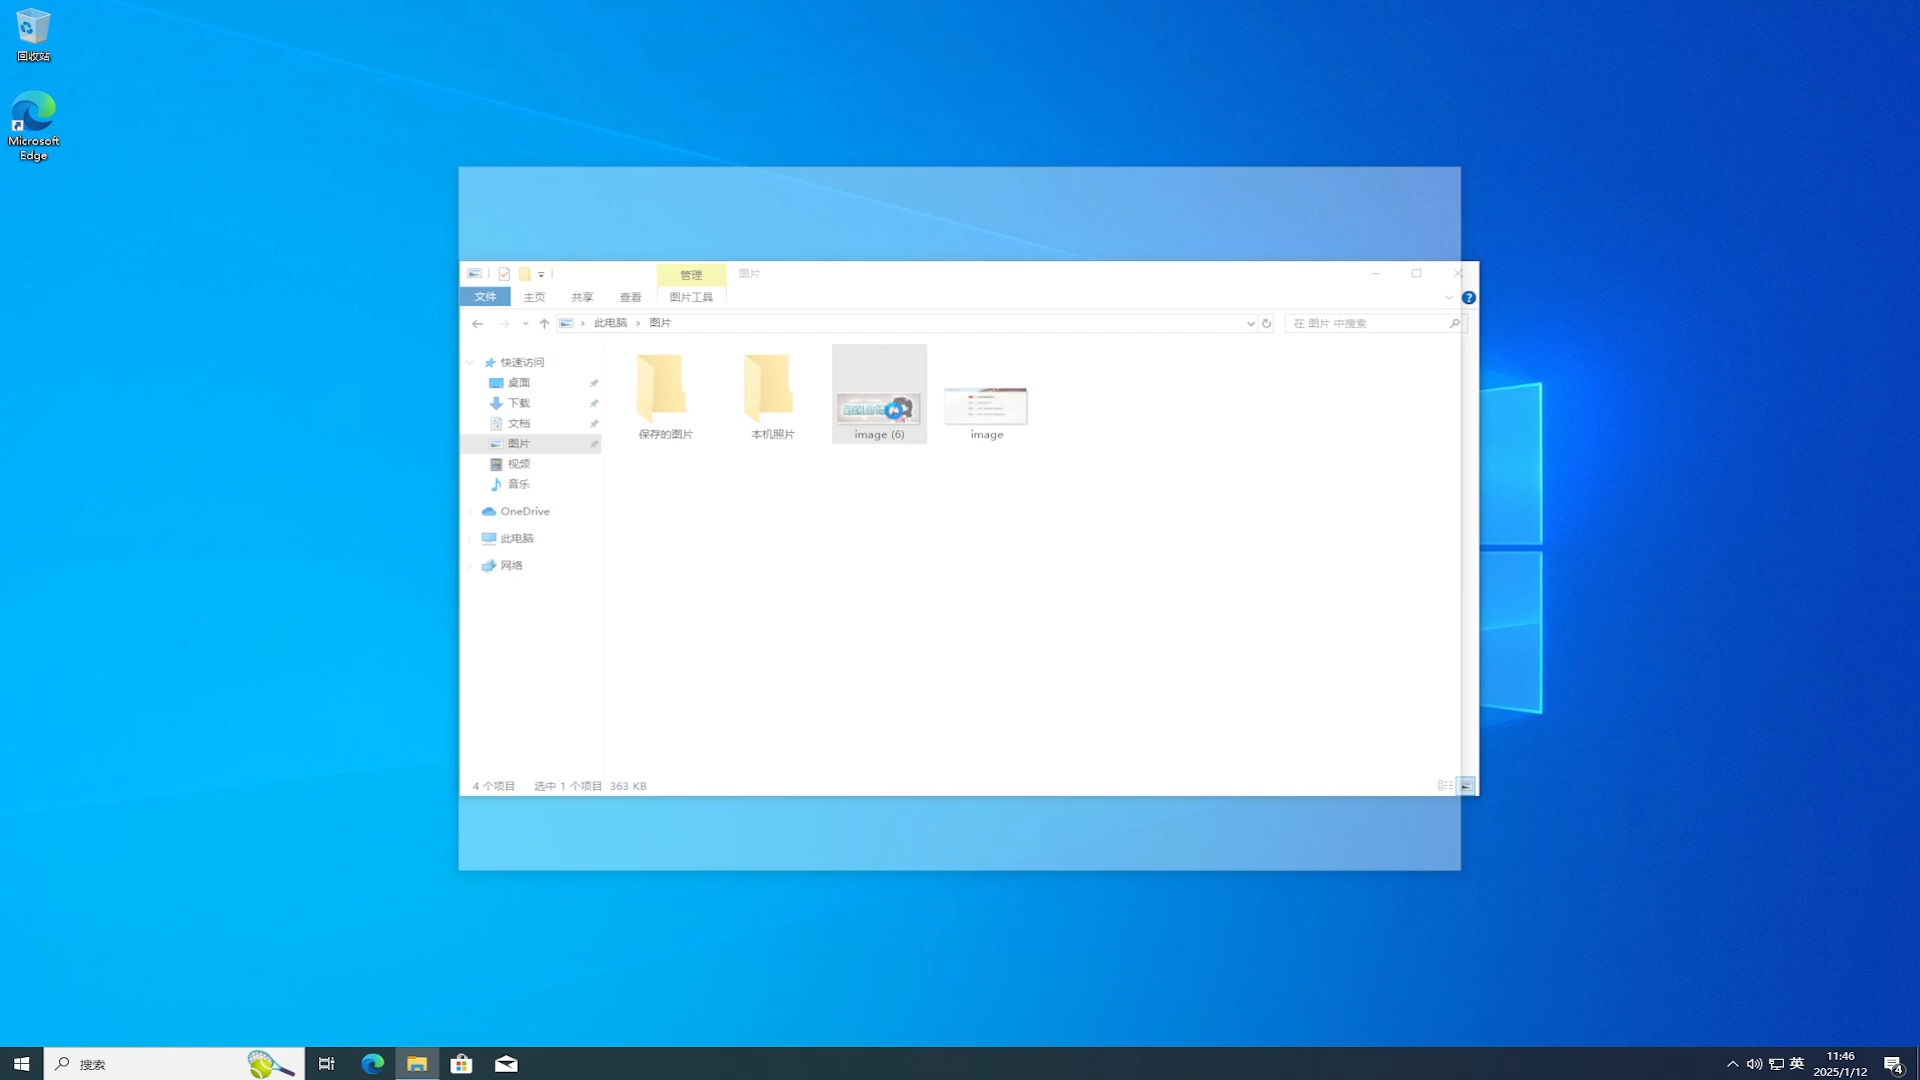 回收站
Microsoft
Edge
管理
图片
文件
主页
共享
查看
图片工具
此电脑
图片
在 图片 中搜索
快速访问
桌面
下载
文档
图片
视频
音乐
OneDrive
此电脑
网络
保存的图片
本机照片
image (6)
image
4 个项目
选中 1 个项目 363 KB
搜索
英
11:46
2025/1/12
4